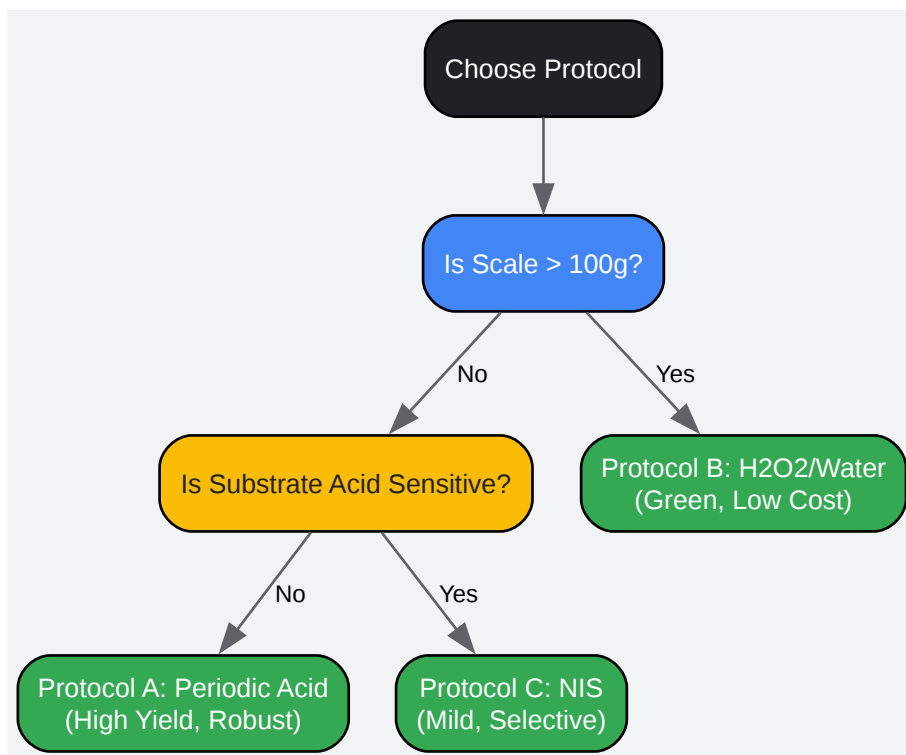 Choose Protocol
Is Scale > 100g?
No
Yes
Is Substrate Acid Sensitive?
Protocol B: H2O2/Water
(Green, Low Cost)
No
Yes
Protocol A: Periodic Acid
(High Yield, Robust)
Protocol C: NIS
(Mild, Selective)